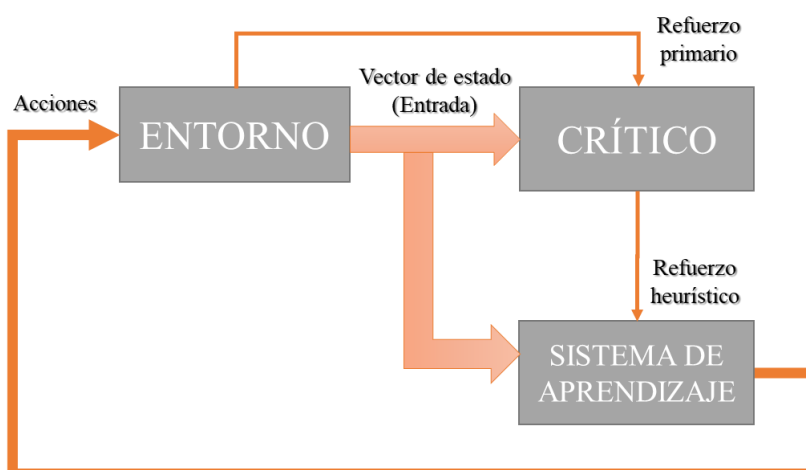 Refuerzo
primario
Vector de estado
(Entrada)
Acciones
ENTORNO
CRÍTICO
Refuerzo
heurístico
SISTEMA DE
APRENDIZAJE